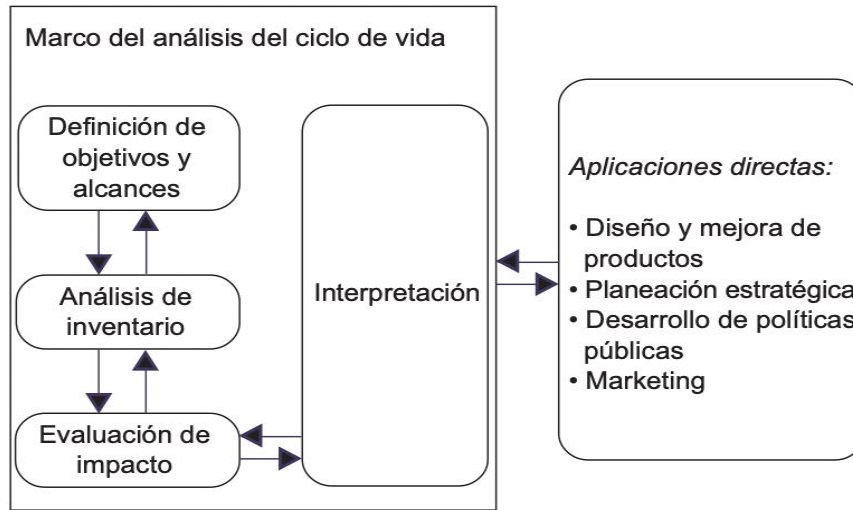 Marco del análisis del ciclo de vida
Definición de
objetivos y
alcances
Análisis de
inventario
Evaluación de
impacto
Interpretación
Aplicaciones directas:
• Diseño y mejora de
productos
• Planeación estratégica
• Desarrollo de políticas
públicas
• Marketing